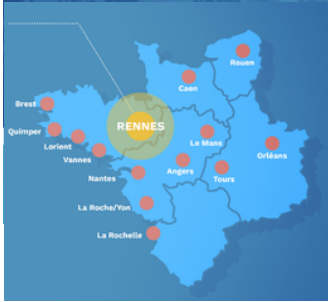 Rouen
Caen
Brest
RENNES
Quimper
Lorient
Le Mans
Vannes
Orléans
Nantes
Angers
Tours
La Roche/Yon
La Rochelle